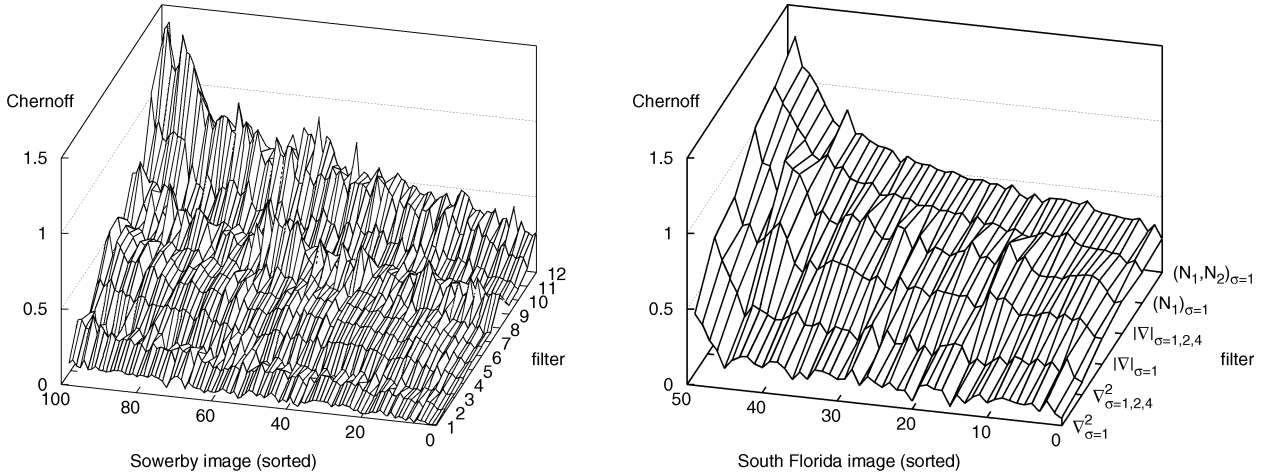 Chernoff
1.5
1
0.5
0
100
80
60
40
20
0
1
2
3
4
5
6
7
8
9
10
11
12
filter
Sowerby image (sorted)
Chernoff
1.5
1
0.5
0
50
40
30
20
10
0
(N₁,N₂)σ=1
(N₁)σ=1
|∇|σ=1,2,4
|∇|σ=1
∇²σ=1,2,4
∇²σ=1
filter
South Florida image (sorted)